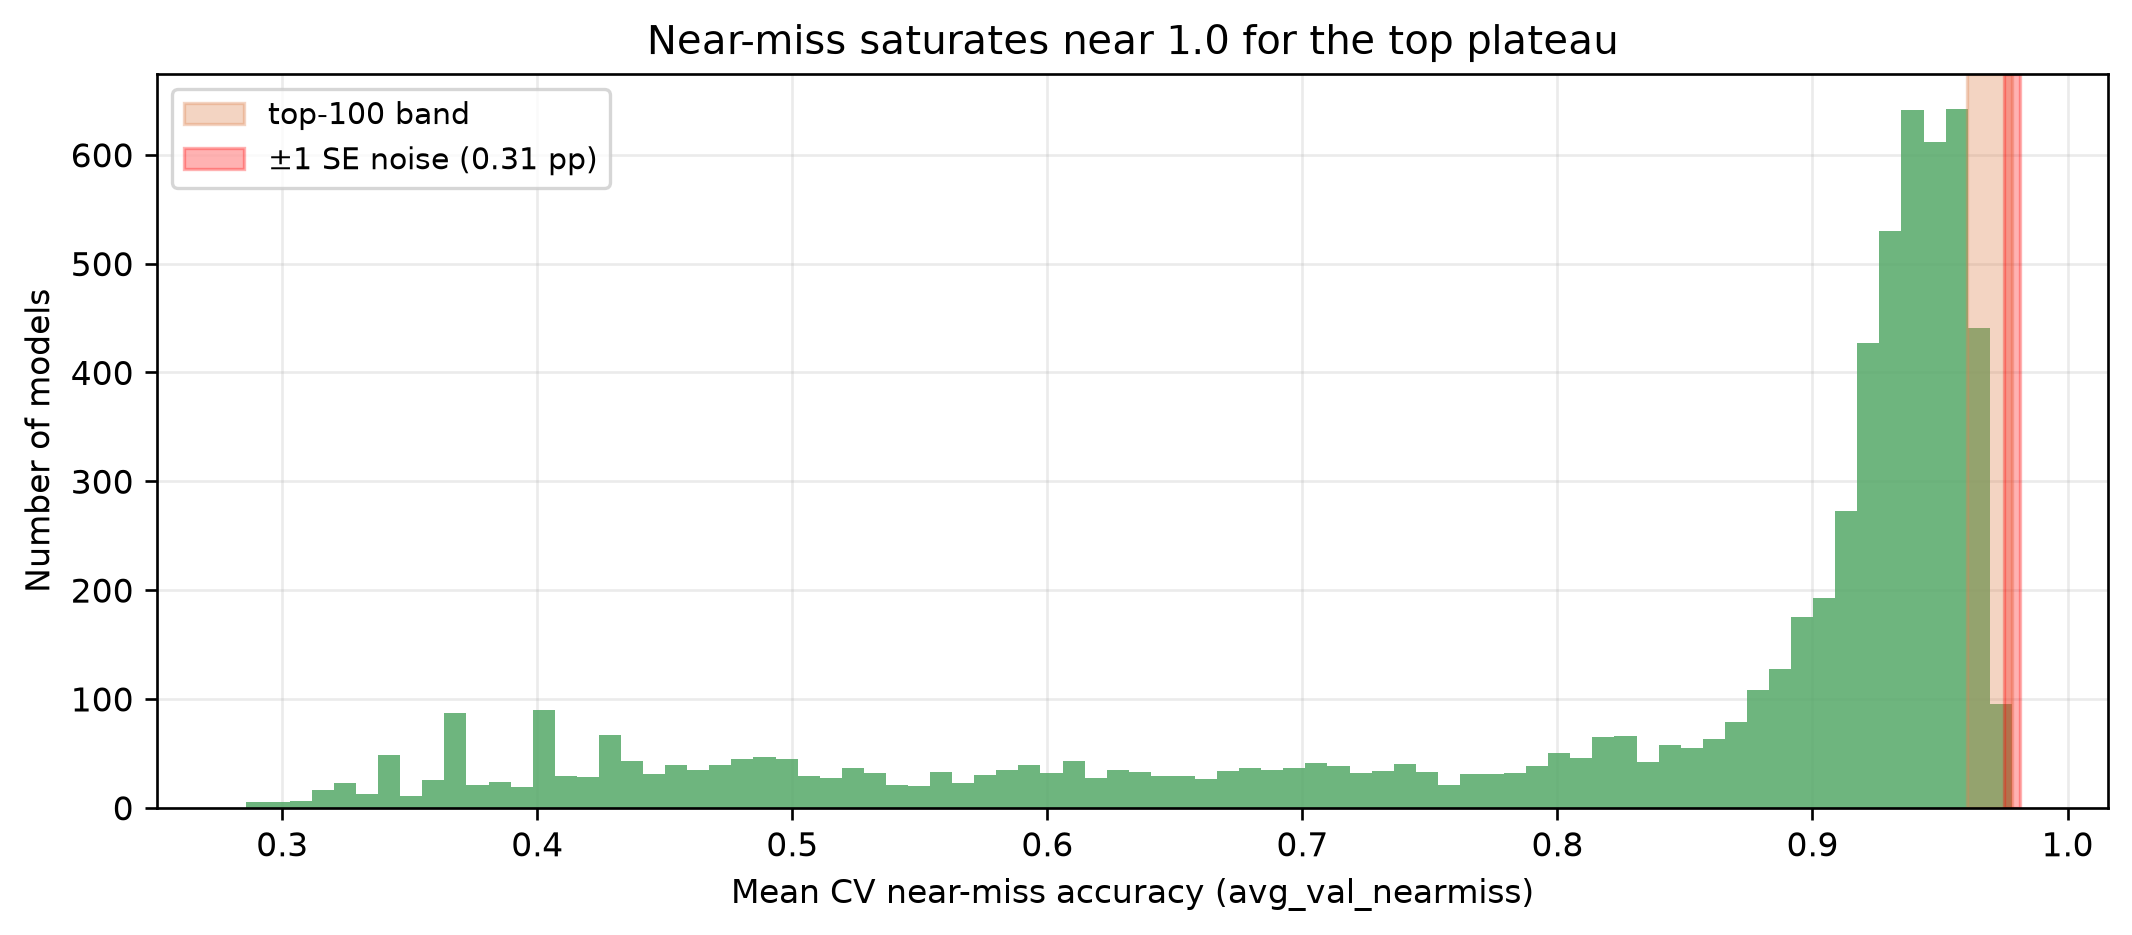 Near-miss saturates near 1.0 for the top plateau
top-100 band
±1 SE noise (0.31 pp)
Number of models
600
500
400
300
200
100
0
0.3 0.4 0.5 0.6 0.7 0.8 0.9 1.0
Mean CV near-miss accuracy (avg_val_nearmiss)